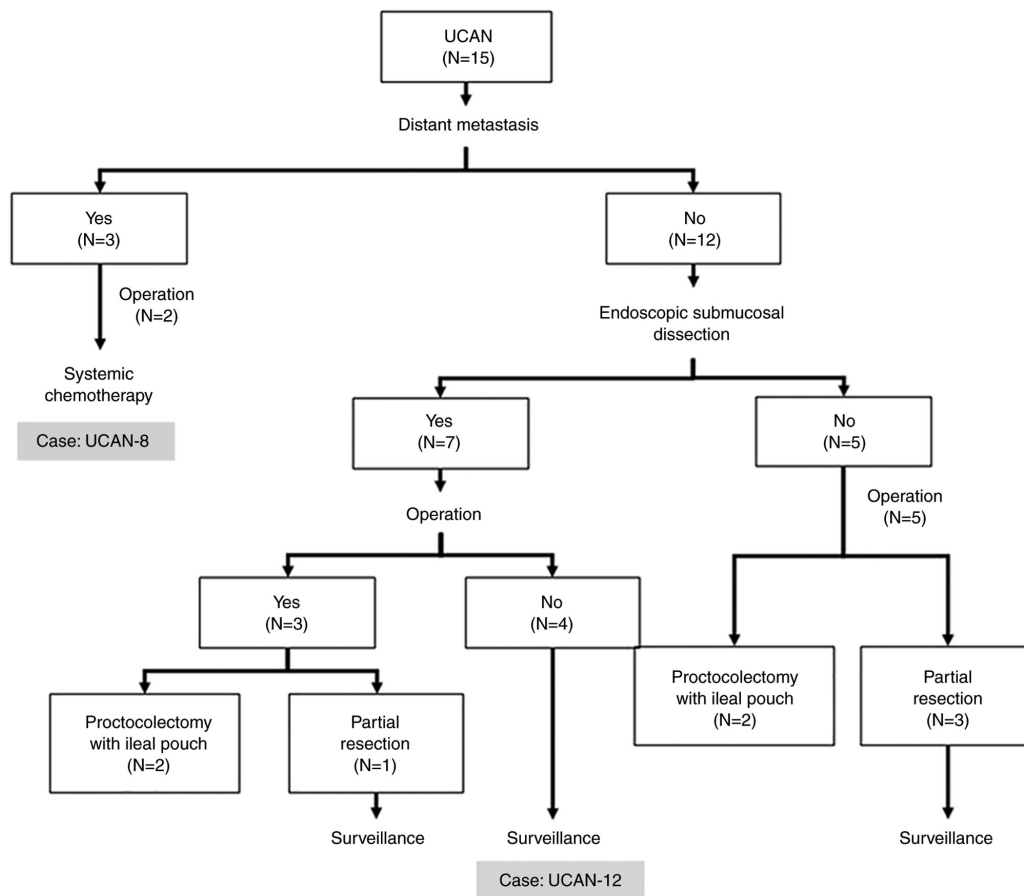 UCAN
(N=15)
Distant metastasis
Yes
(N=3)
No
(N=12)
Operation
(N=2)
Systemic
chemotherapy
Case: UCAN-8
Endoscopic submucosal
dissection
Yes
(N=7)
No
(N=5)
Operation
Operation
(N=5)
Yes
(N=3)
No
(N=4)
Proctocolectomy
with ileal pouch
(N=2)
Partial
resection
(N=1)
Proctocolectomy
with ileal pouch
(N=2)
Partial
resection
(N=3)
Surveillance
Surveillance
Surveillance
Case: UCAN-12